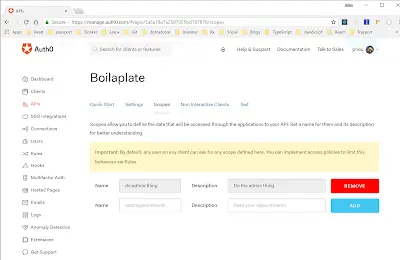 APIs
Secure
https://manage.auth0.com/#/apis/
/scopes
Apps
Read
passport
Docker
Linux
Git
dotnetcore
Investor
Rx
Social
Blogs
TypeScript
JavaScript
React
Support
Auth0
Search for clients or features
Help & Support
Documentation
Talk to Sales
Dashboard
Clients
APIs
SSO Integrations
Connections
Users
Rules
Hooks
Multifactor Auth
Hosted Pages
Emails
Logs
Anomaly Detection
Extensions
Get Support
Boilaplate
Quick Start
Settings
Scopes
Non Interactive Clients
Test
Scopes allow you to define the data that will be accessed through the applications to your API. Set a name for them and its description
for better understanding.
Important: By default, any user on any client can ask for any scope defined here. You can implement access policies to limit this
behaviour via Rules.
Name
do:admin:thing
Description
Do the admin thing
REMOVE
Name
read:appointments
Description
Read your appointments
ADD